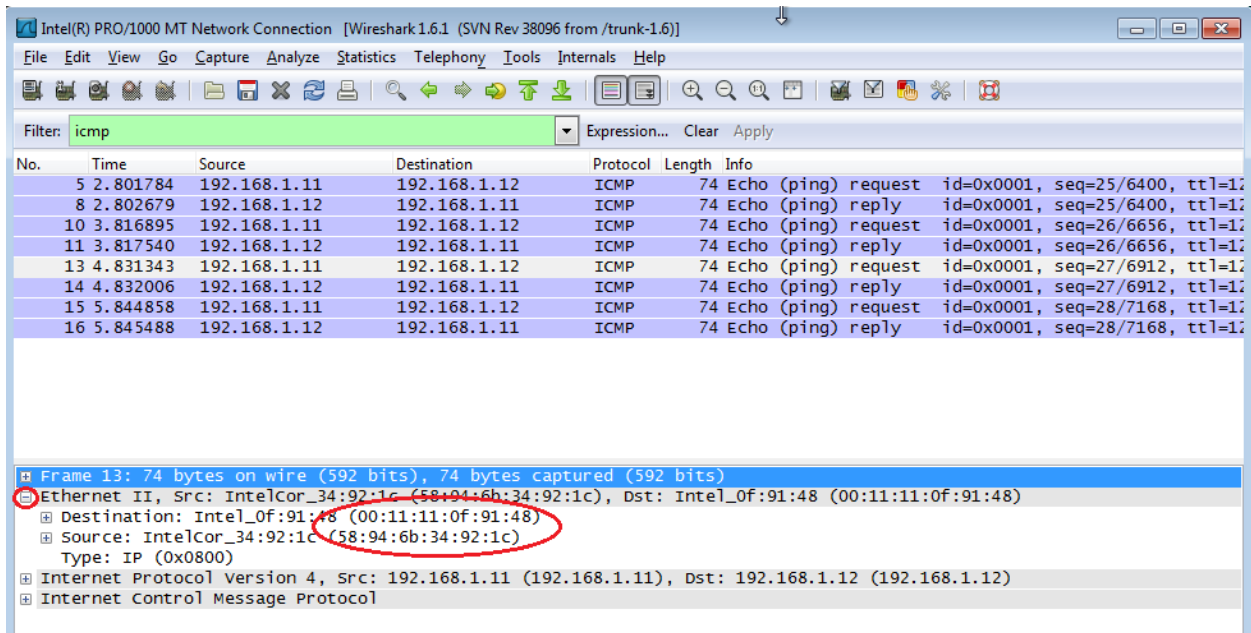 Intel(R) PRO/1000 MT Network Connection [Wireshark 1.6.1 (SVN Rev 38096 from /trunk-1.6)]
File Edit View Go Capture Analyze Statistics Telephony Tools Internals Help
Filter: icmp Expression... Clear Apply
No. Time Source Destination Protocol Length Info
5 2.801784 192.168.1.11 192.168.1.12 ICMP 74 Echo (ping) request id=0x0001, seq=25/6400, ttl=12
8 2.802679 192.168.1.12 192.168.1.11 ICMP 74 Echo (ping) reply id=0x0001, seq=25/6400, ttl=12
10 3.816895 192.168.1.11 192.168.1.12 ICMP 74 Echo (ping) request id=0x0001, seq=26/6656, ttl=12
11 3.817540 192.168.1.12 192.168.1.11 ICMP 74 Echo (ping) reply id=0x0001, seq=26/6656, ttl=12
13 4.831343 192.168.1.11 192.168.1.12 ICMP 74 Echo (ping) request id=0x0001, seq=27/6912, ttl=12
14 4.832006 192.168.1.12 192.168.1.11 ICMP 74 Echo (ping) reply id=0x0001, seq=27/6912, ttl=12
15 5.844858 192.168.1.11 192.168.1.12 ICMP 74 Echo (ping) request id=0x0001, seq=28/7168, ttl=12
16 5.845488 192.168.1.12 192.168.1.11 ICMP 74 Echo (ping) reply id=0x0001, seq=28/7168, ttl=12
Frame 13: 74 bytes on wire (592 bits), 74 bytes captured (592 bits)
Ethernet II, Src: IntelCor_34:92:1c (58:94:6b:34:92:1c), Dst: Intel_0f:91:48 (00:11:11:0f:91:48)
Destination: Intel_0f:91:48 (00:11:11:0f:91:48)
Source: IntelCor_34:92:1c (58:94:6b:34:92:1c)
Type: IP (0x0800)
Internet Protocol Version 4, Src: 192.168.1.11 (192.168.1.11), Dst: 192.168.1.12 (192.168.1.12)
Internet Control Message Protocol